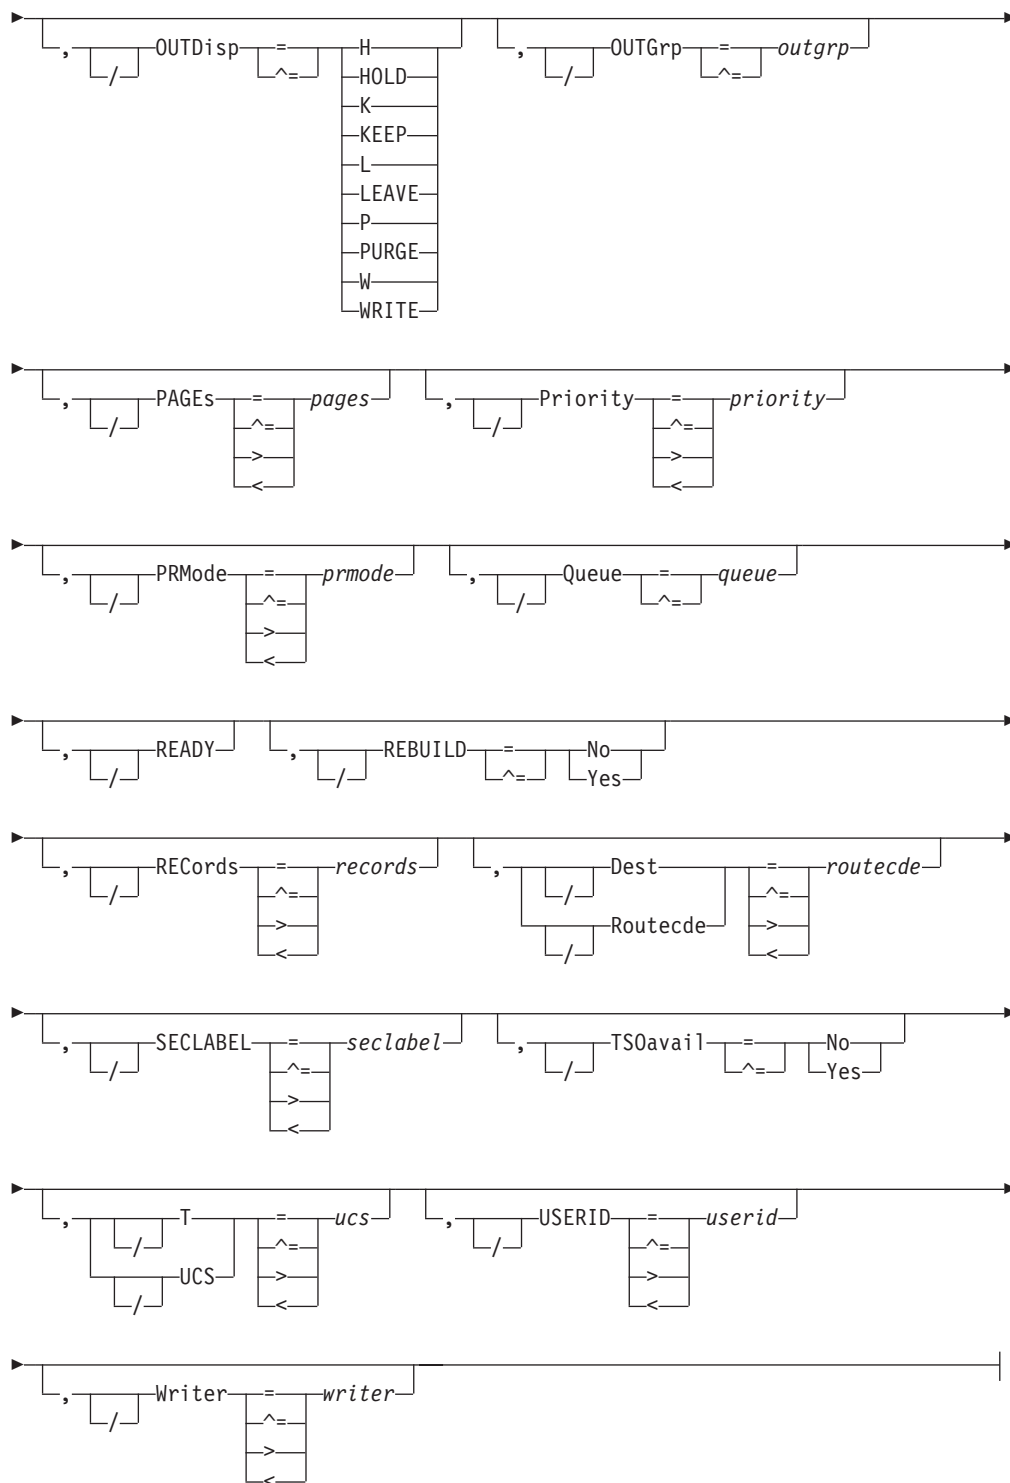 , / OUTDisp = H , / OUTGrp = outgrp
^= HOLD ^=
K
KEEP
L
LEAVE
P
PURGE
W
WRITE
, / PAGEs = pages , / Priority = priority
^= ^=
> >
< <
, / PRMode = prmode , / Queue = queue
^= ^=
>
<
, / READY , / REBUILD = No
^= Yes
, / RECords = records , / Dest = routecde
^= ^=
> / Routecde >
< <
, / SECLABEL = seclabel , / TSOavail = No
^= ^= Yes
>
<
, / T = ucs , / USERID = userid
^= ^=
/ UCS > >
< <
, / Writer = writer
^=
>
<